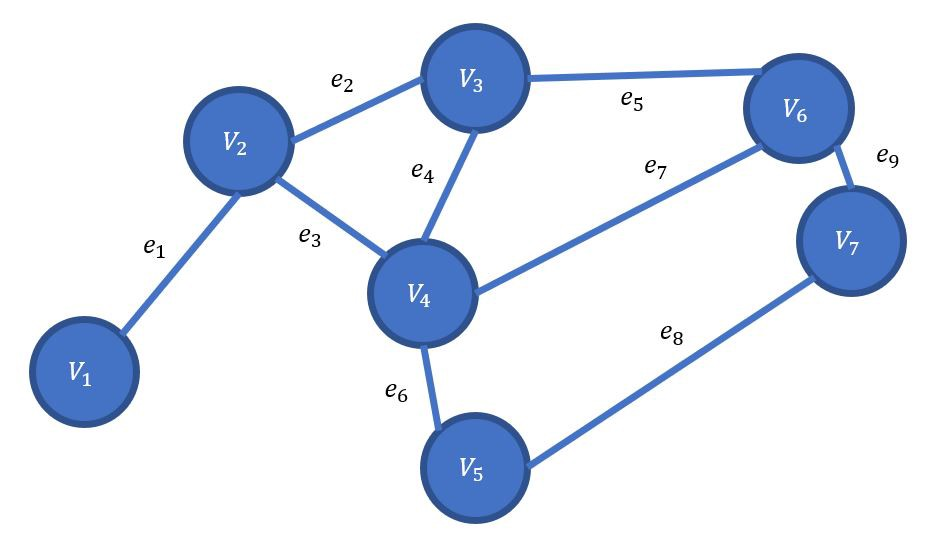 V₃
e₂
e₅
V₆
V₂
e₄
e₇
e₉
e₁
e₃
V₇
V₄
e₈
V₁
e₆
V₅